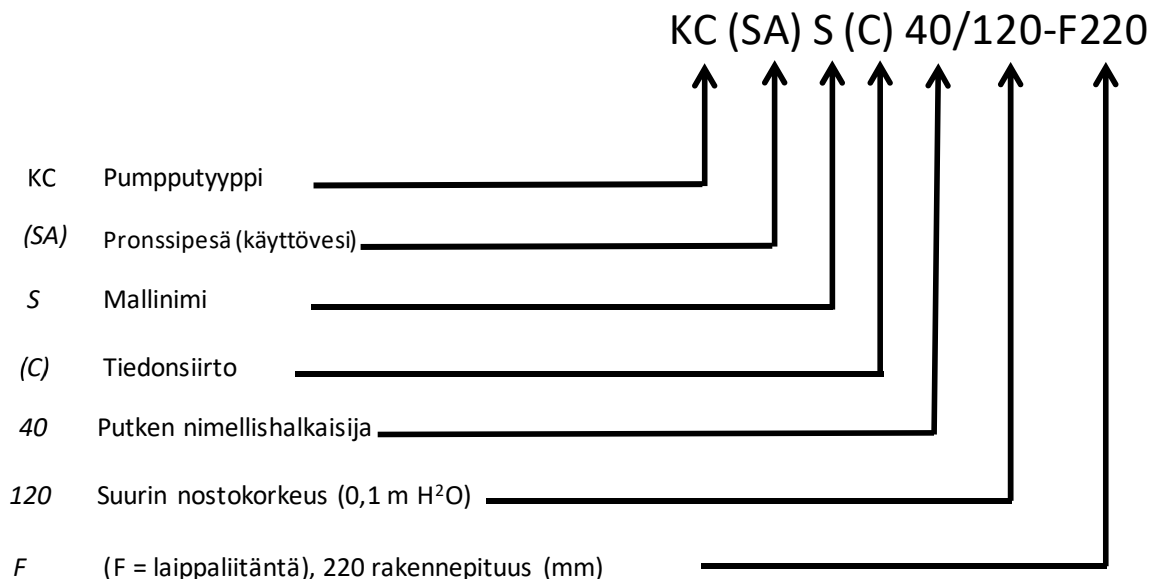 KC (SA) S (C) 40/120-F220
KC Pumpputyyppi
(SA) Pronssipesä (käyttövesi)
S Mallinimi
(C) Tiedonsiirto
40 Putken nimellishalkaisija
120 Suurin nostokorkeus (0,1 m H²O)
F (F = laippaliitäntä), 220 rakennepituus (mm)